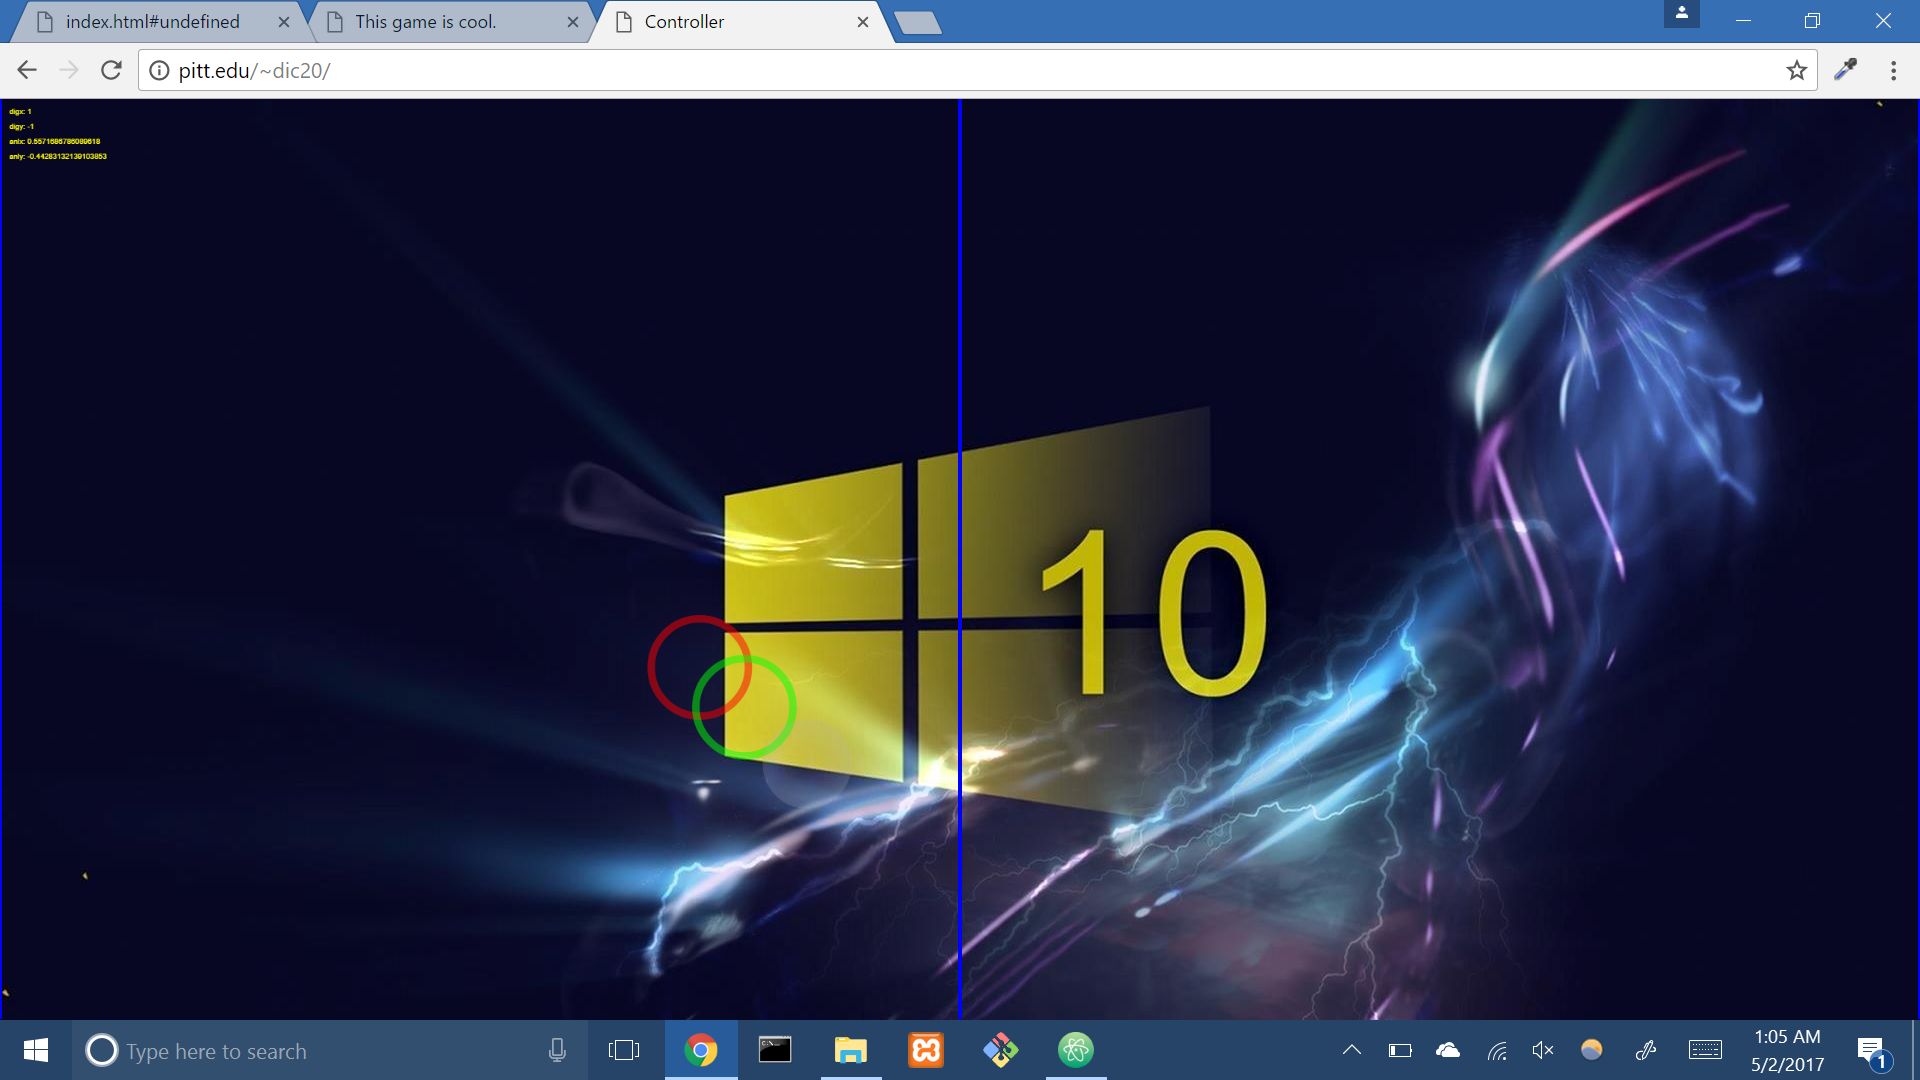 index.html#undefined
This game is cool.
Controller
pitt.edu/~dic20/
digx: 1
digy: -1
anlx: 0.5571686786089618
anly: -0.44283132139103853
10
Type here to search
1:05 AM
5/2/2017
1